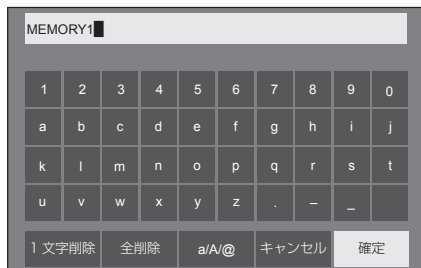 MEMORY1
1 2 3 4 5 6 7 8 9 0
a b c d e f g h i j
k l m n o p q r s t
u v w x y z . – _
1 文字削除 全削除 a/A/@ キャンセル 確定